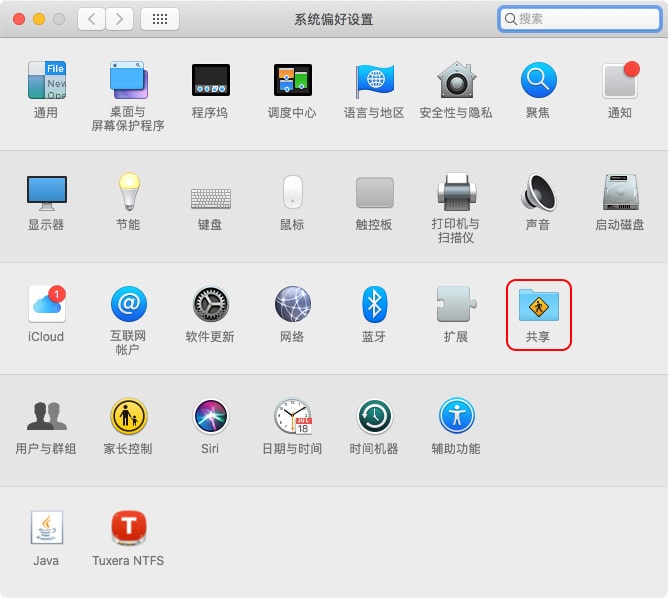 系统偏好设置
搜索
File
New
Ope
通用
桌面与
屏幕保护程序
程序坞
调度中心
语言与地区
安全性与隐私
聚焦
通知
显示器
节能
键盘
鼠标
触控板
打印机与
扫描仪
声音
启动磁盘
1
iCloud
@
互联网
帐户
软件更新
网络
蓝牙
扩展
共享
用户与群组
家长控制
Siri
JUL
18
日期与时间
时间机器
辅助功能
Java
T
Tuxera NTFS